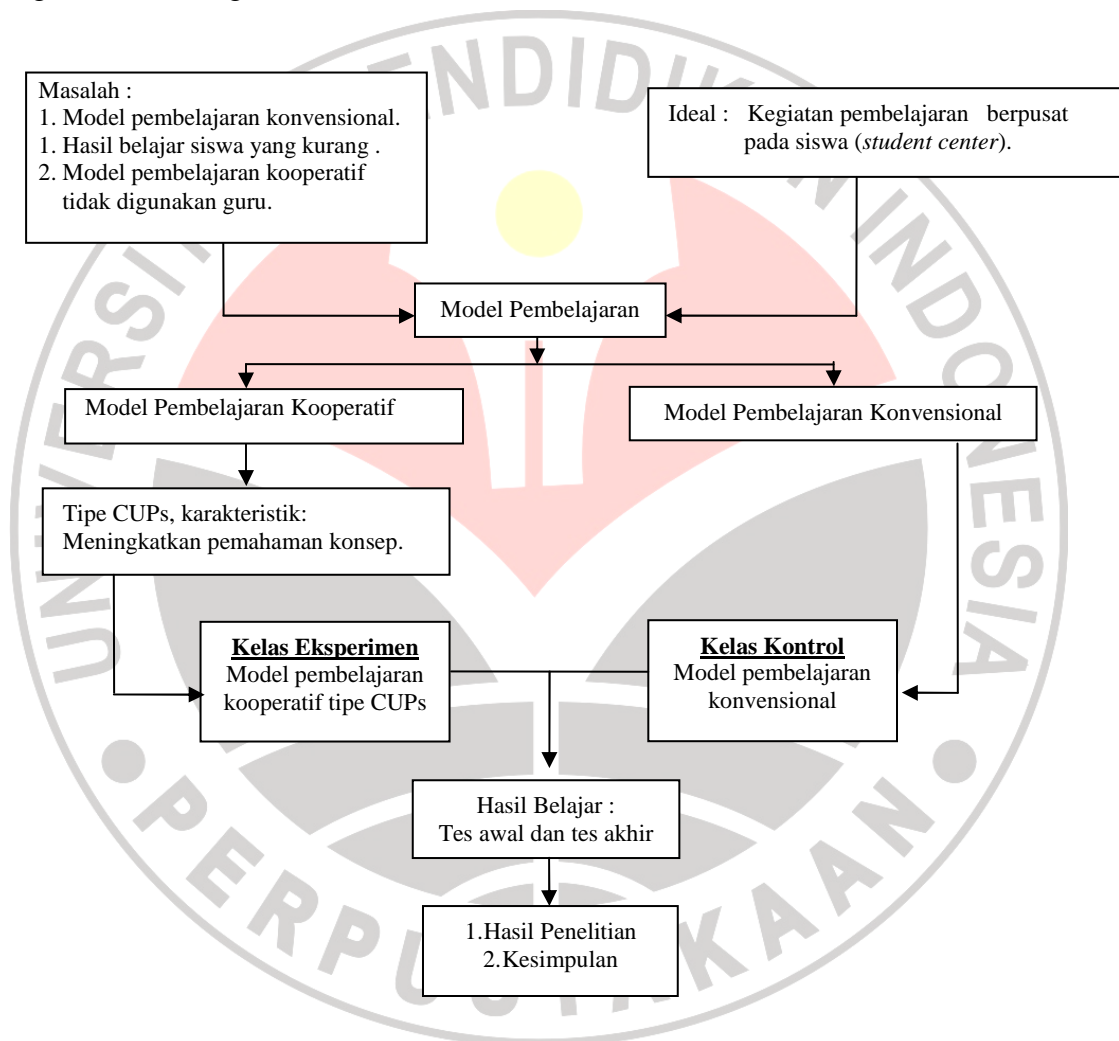 Masalah :
1. Model pembelajaran konvensional.
1. Hasil belajar siswa yang kurang .
2. Model pembelajaran kooperatif
tidak digunakan guru.
Ideal : Kegiatan pembelajaran berpusat
pada siswa (student center).
Model Pembelajaran
Model Pembelajaran Kooperatif
Model Pembelajaran Konvensional
Tipe CUPs, karakteristik:
Meningkatkan pemahaman konsep.
Kelas Eksperimen
Model pembelajaran
kooperatif tipe CUPs
Kelas Kontrol
Model pembelajaran
konvensional
Hasil Belajar :
Tes awal dan tes akhir
1.Hasil Penelitian
2.Kesimpulan